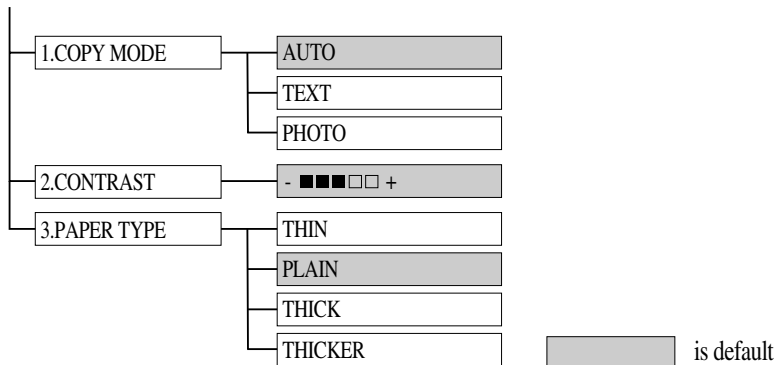 1.COPY MODE
AUTO
TEXT
PHOTO
2.CONTRAST
- ■■■□□ +
3.PAPER TYPE
THIN
PLAIN
THICK
THICKER
is default